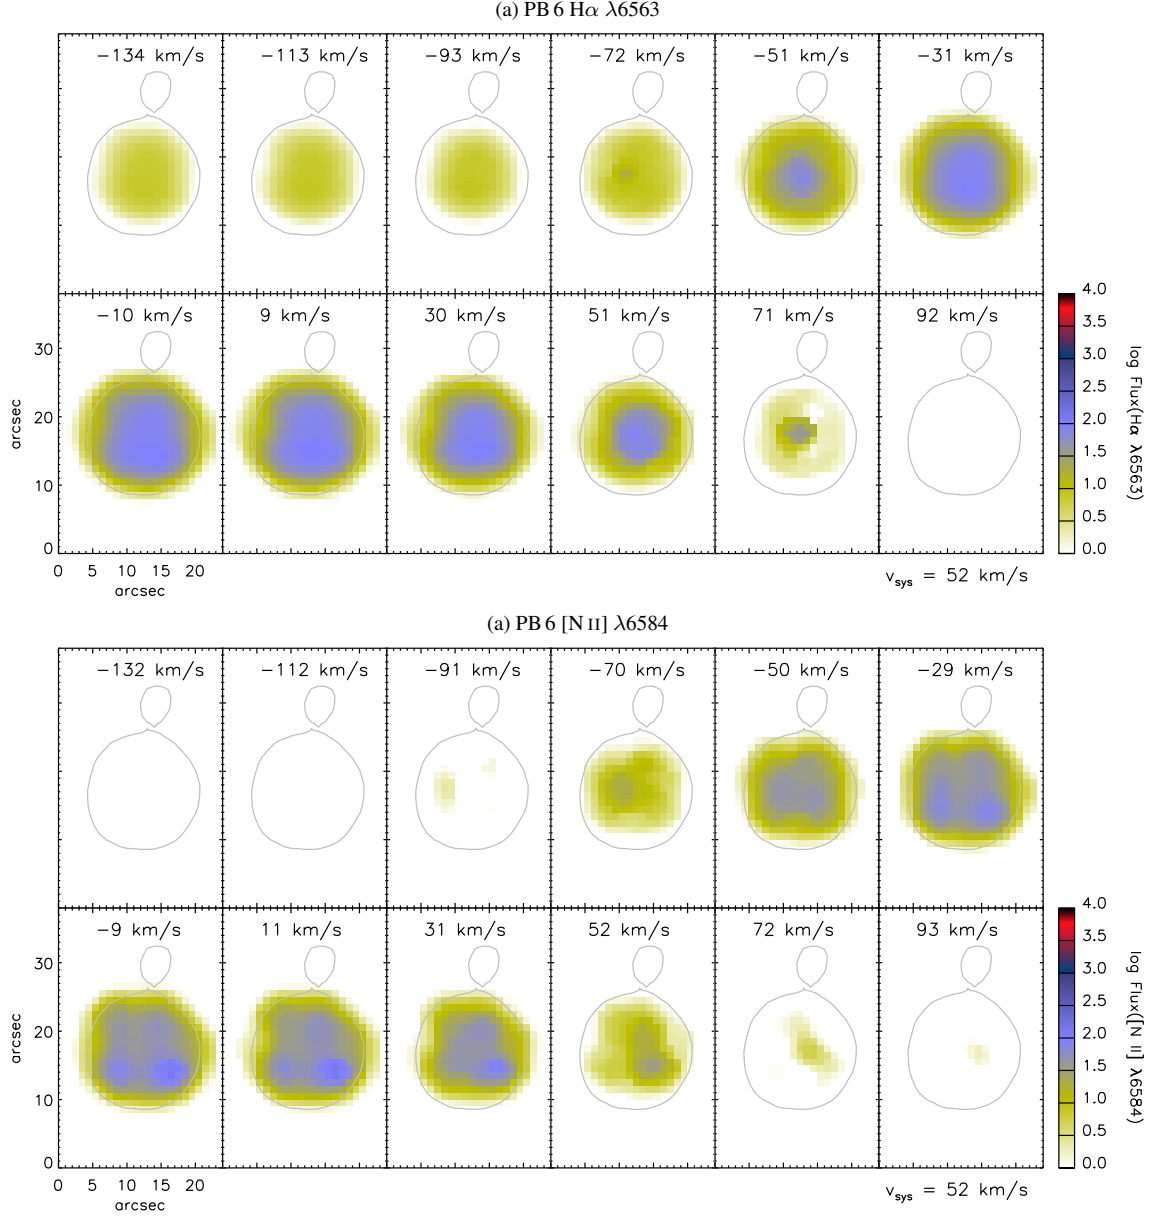 (a) PB 6 Hα λ6563
−134 km/s −113 km/s −93 km/s −72 km/s −51 km/s −31 km/s
−10 km/s 9 km/s 30 km/s 51 km/s 71 km/s 92 km/s
30
20
10
0
arcsec
0 5 10 15 20
arcsec
v_sys = 52 km/s
4.0
3.5
3.0
2.5
2.0
1.5
1.0
0.5
0.0
log Flux(Hα λ6563)
(a) PB 6 [N II] λ6584
−132 km/s −112 km/s −91 km/s −70 km/s −50 km/s −29 km/s
−9 km/s 11 km/s 31 km/s 52 km/s 72 km/s 93 km/s
30
20
10
0
arcsec
0 5 10 15 20
arcsec
v_sys = 52 km/s
4.0
3.5
3.0
2.5
2.0
1.5
1.0
0.5
0.0
log Flux([N II] λ6584)